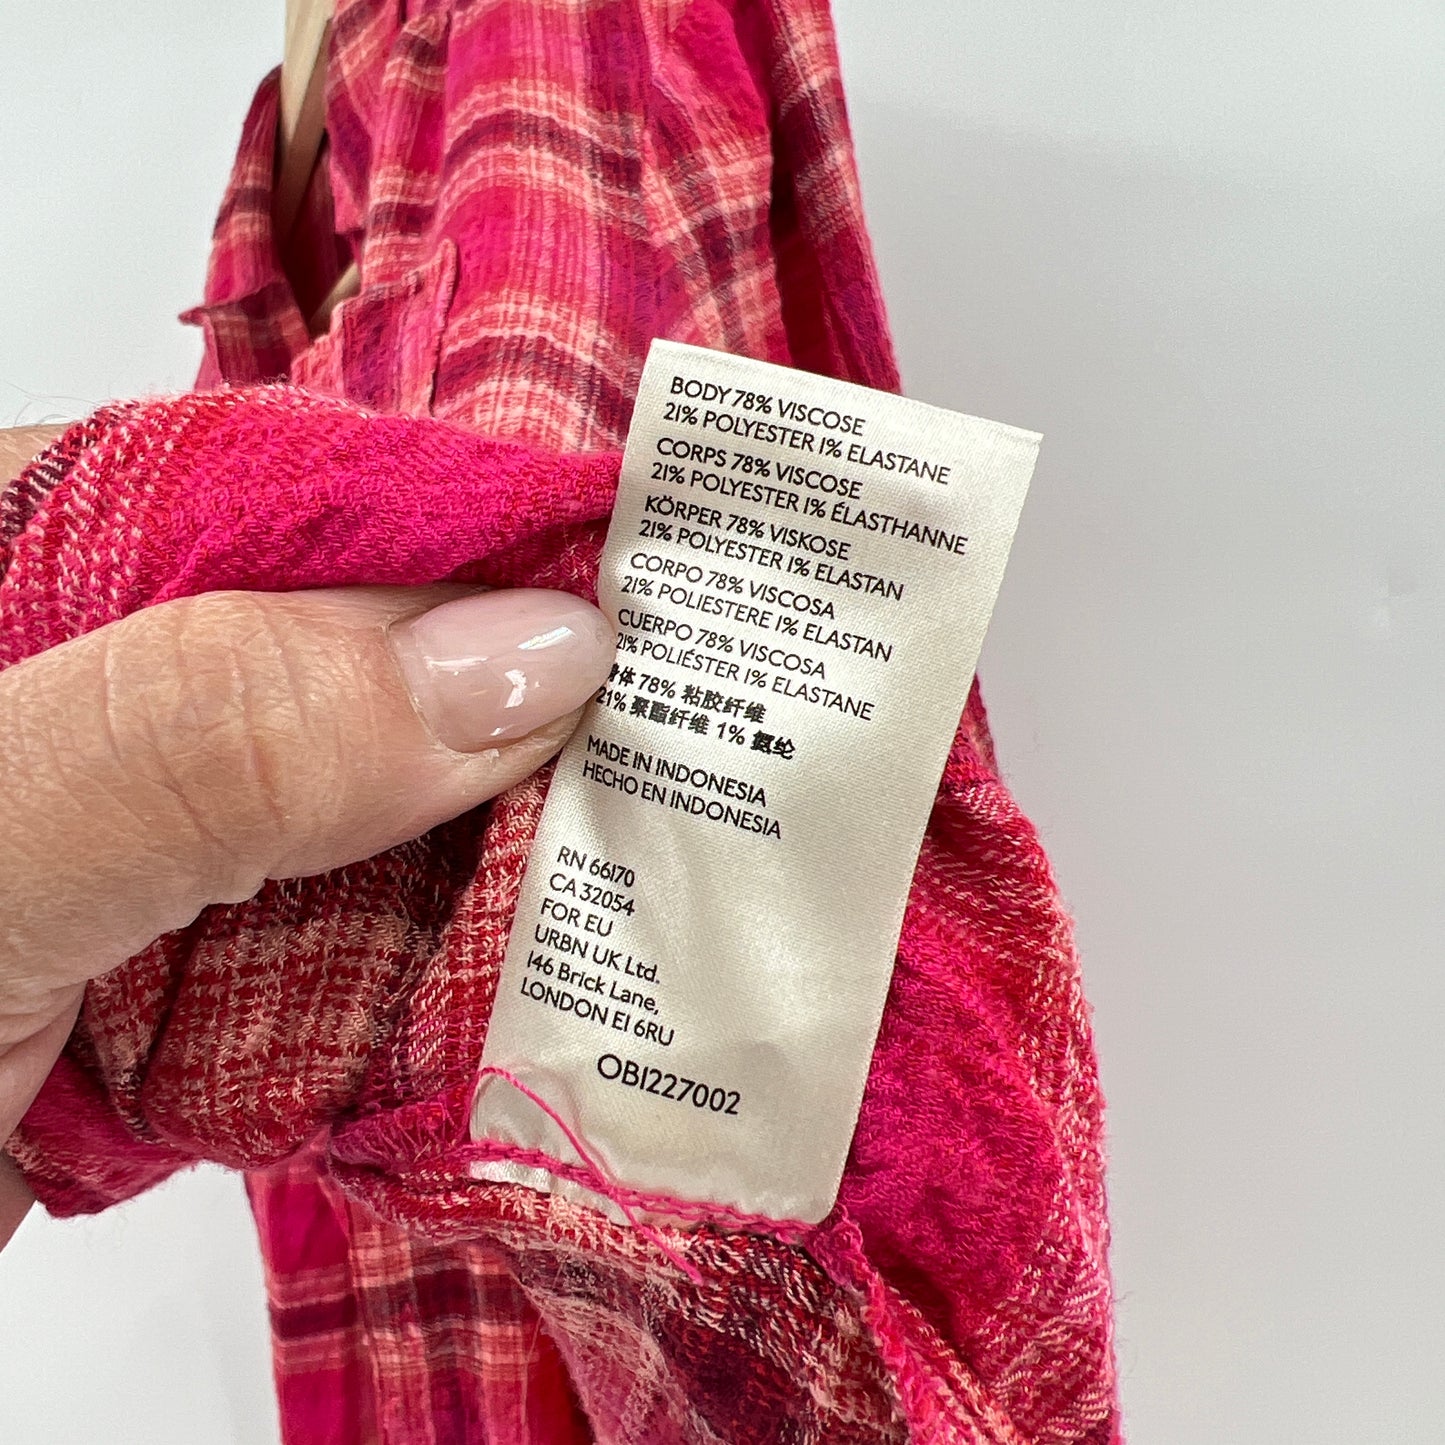 BODY 78% VISCOSE
21% POLYESTER 1% ELASTANE
CORPS 78% VISCOSE
21% POLYESTER 1% ÉLASTHANNE
KÖRPER 78% VISKOSE
21% POLYESTER 1% ELASTAN
CORPO 78% VISCOSA
21% POLIESTERE 1% ELASTAN
CUERPO 78% VISCOSA
21% POLIÉSTER 1% ELASTANE
身体 78% 粘胶纤维
21% 聚酯纤维 1% 氨纶
MADE IN INDONESIA
HECHO EN INDONESIA
RN 66170
CA 32054
FOR EU
URBN UK Ltd.
146 Brick Lane,
LONDON E1 6RU
OB1227002